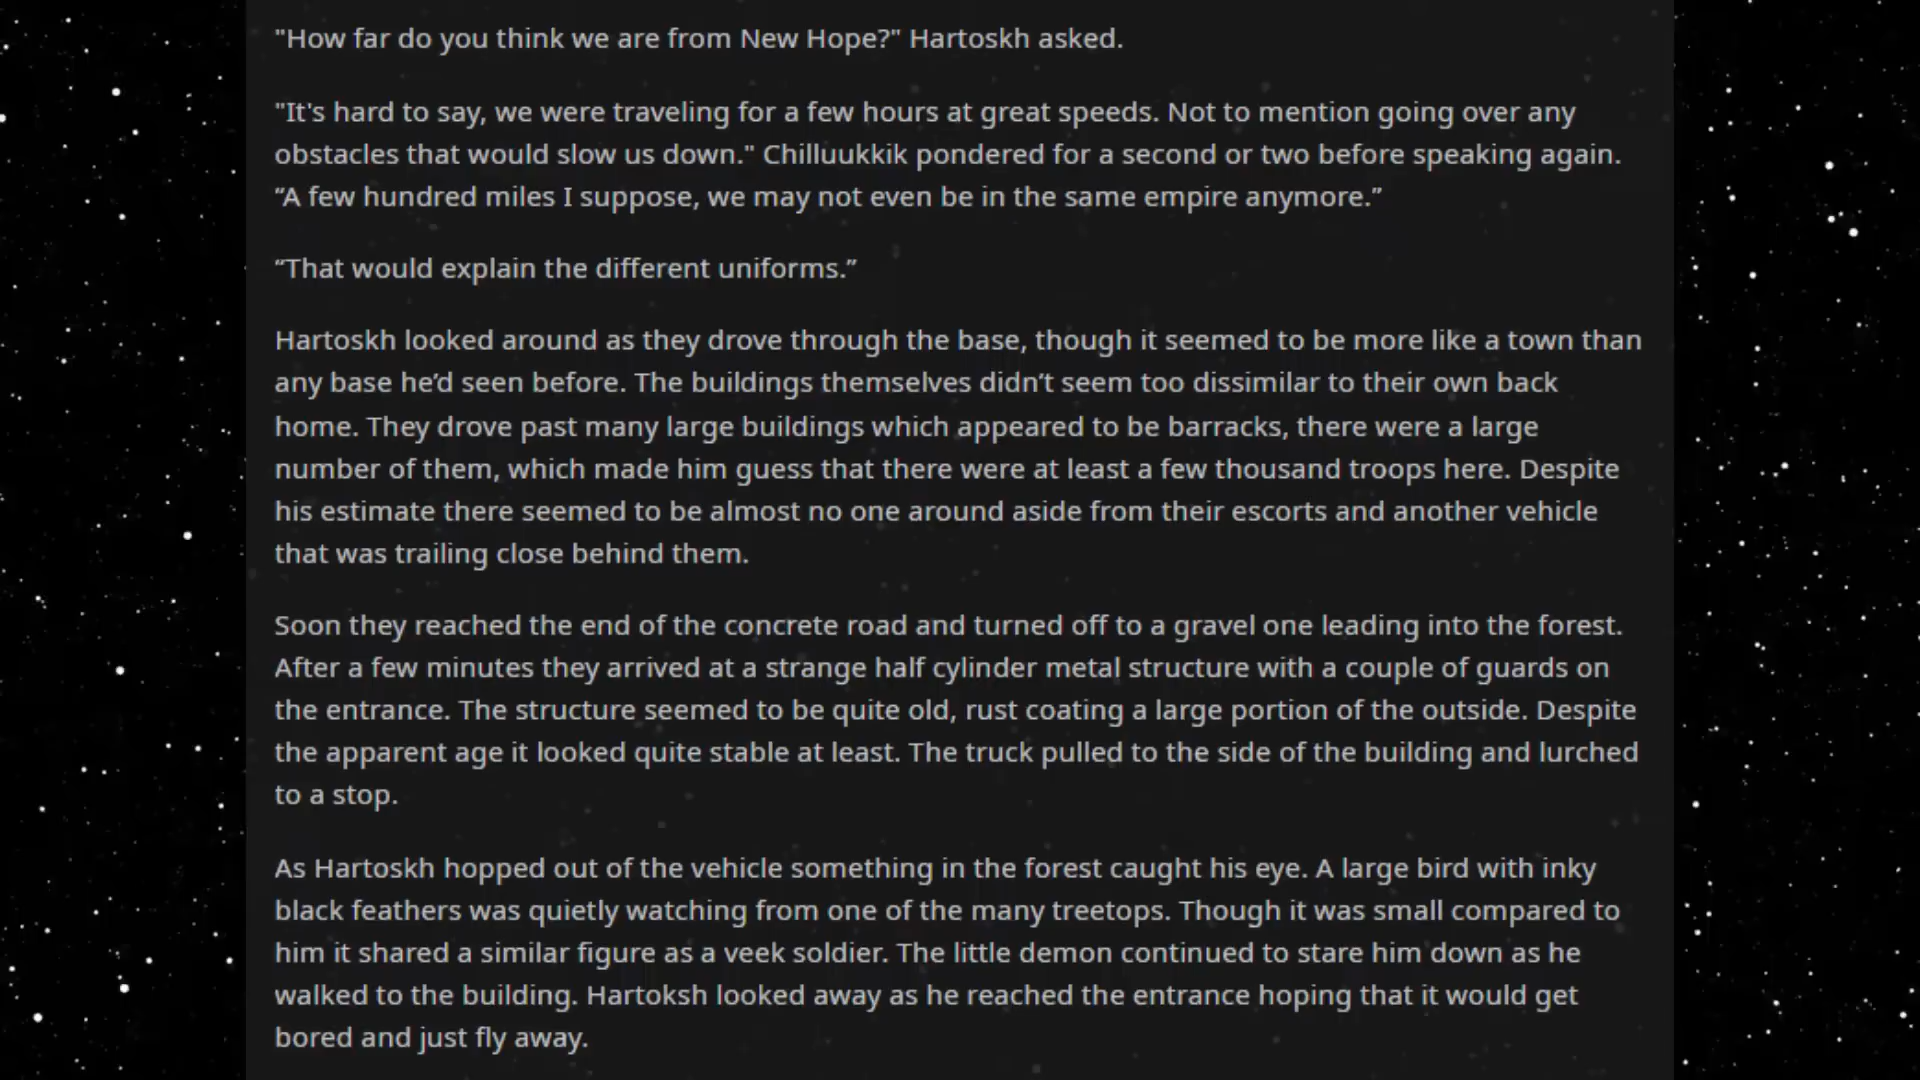 "How far do you think we are from New Hope?" Hartoskh asked.
"It's hard to say, we were traveling for a few hours at great speeds. Not to mention going over any
obstacles that would slow us down." Chilluukkik pondered for a second or two before speaking again.
“A few hundred miles I suppose, we may not even be in the same empire anymore.”
“That would explain the different uniforms.”
Hartoskh looked around as they drove through the base, though it seemed to be more like a town than
any base he’d seen before. The buildings themselves didn’t seem too dissimilar to their own back
home. They drove past many large buildings which appeared to be barracks, there were a large
number of them, which made him guess that there were at least a few thousand troops here. Despite
his estimate there seemed to be almost no one around aside from their escorts and another vehicle
that was trailing close behind them.
Soon they reached the end of the concrete road and turned off to a gravel one leading into the forest.
After a few minutes they arrived at a strange half cylinder metal structure with a couple of guards on
the entrance. The structure seemed to be quite old, rust coating a large portion of the outside. Despite
the apparent age it looked quite stable at least. The truck pulled to the side of the building and lurched
to a stop.
As Hartoskh hopped out of the vehicle something in the forest caught his eye. A large bird with inky
black feathers was quietly watching from one of the many treetops. Though it was small compared to
him it shared a similar figure as a veek soldier. The little demon continued to stare him down as he
walked to the building. Hartoksh looked away as he reached the entrance hoping that it would get
bored and just fly away.